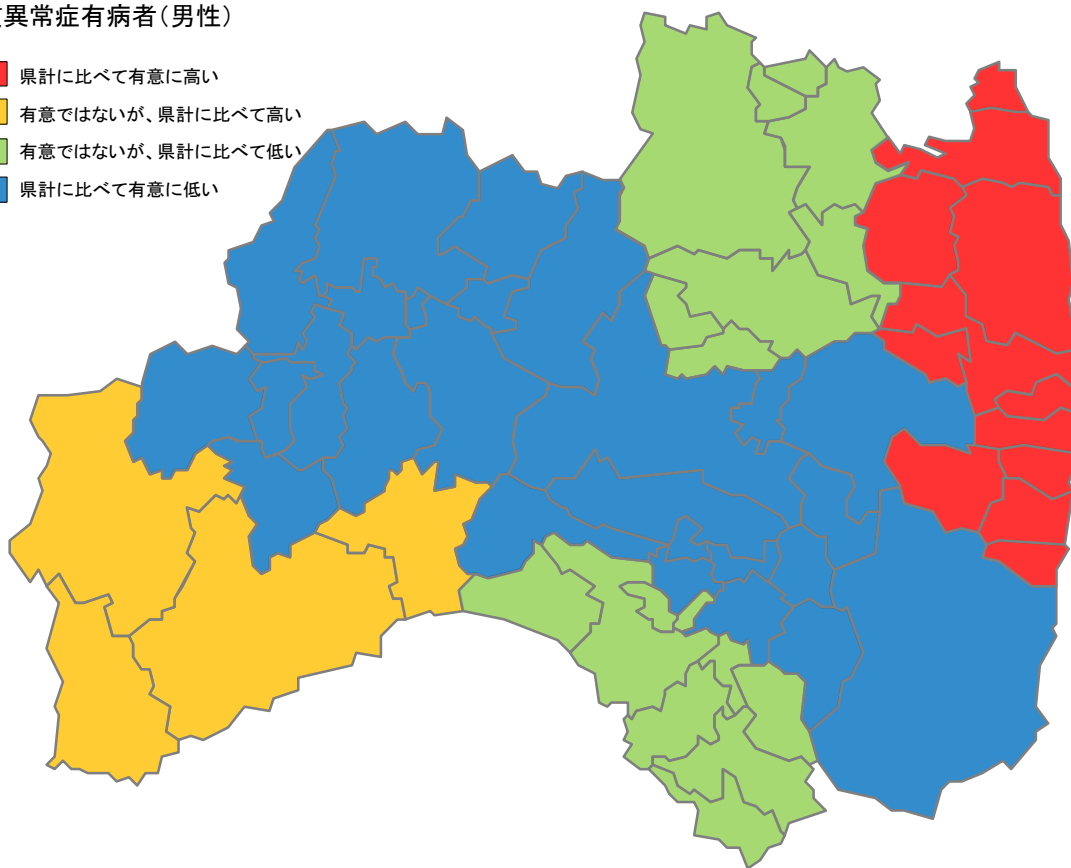 異常症有病者(男性)
県計に比べて有意に高い
有意ではないが、県計に比べて高い
有意ではないが、県計に比べて低い
県計に比べて有意に低い